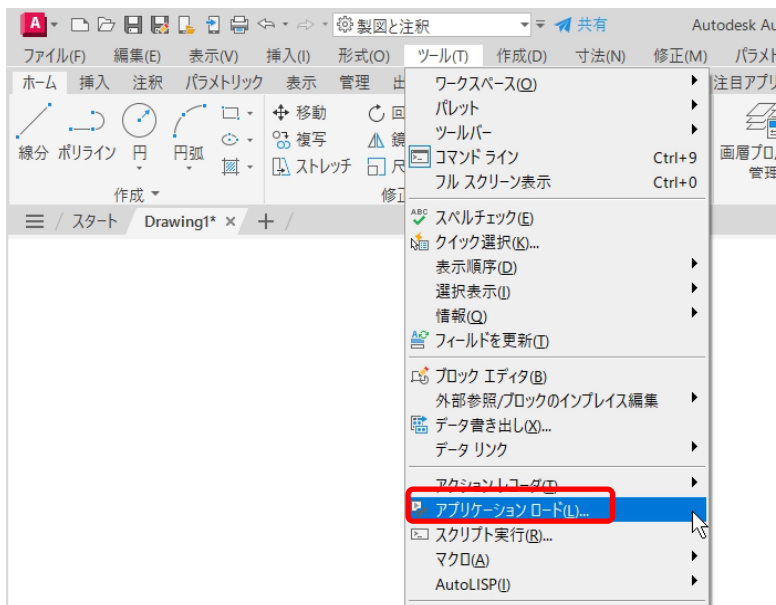 A 製図と注釈 共有 Autodesk Au
ファイル(F) 編集(E) 表示(V) 挿入(I) 形式(O) ツール(T) 作成(D) 寸法(N) 修正(M) パラメト
ホーム 挿入 注釈 パラメトリック 表示 管理 出 注目アプリ
移動 回
複写 鏡
ストレッチ 尺
線分 ポリライン 円 円弧
画層プロ
管理
作成 修正
スタート Drawing1* × +
ワークスペース(O)
パレット
ツールバー
コマンド ライン Ctrl+9
フル スクリーン表示 Ctrl+0
ABC スペルチェック(E)
クイック選択(K)...
表示順序(D)
選択表示(I)
情報(Q)
フィールドを更新(T)
ブロック エディタ(B)
外部参照/ブロックのインプレイス編集
データ書き出し(X)...
データ リンク
アクション レコーダ(T)
アプリケーション ロード(L)...
スクリプト実行(R)...
マクロ(A)
AutoLISP(I)